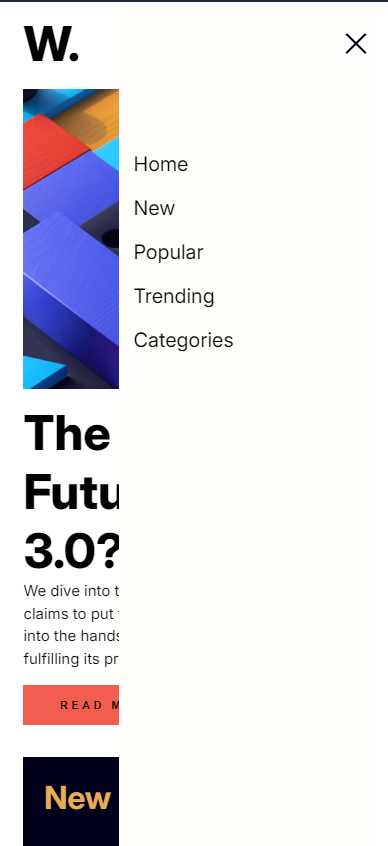 W.
Home
New
Popular
Trending
Categories
The
Futu
3.0?
We dive into t
claims to put
into the hands
fulfilling its pr
READ M
New